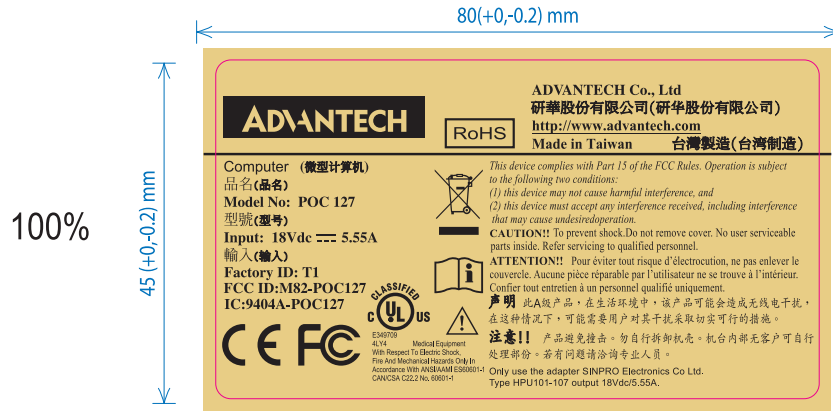 80(+0,-0.2) mm
100%
45 (+0,-0.2) mm
ADVANTECH
RoHS
ADVANTECH Co., Ltd
研華股份有限公司(研华股份有限公司)
http://www.advantech.com
Made in Taiwan 台灣製造(台湾制造)
Computer (微型计算机)
品名(品名)
Model No: POC 127
型號(型号)
Input: 18Vdc 5.55A
輸入(输入)
Factory ID: T1
FCC ID:M82-POC127
IC:9404A-POC127
CE FC
CLASSIFIED
C UL US
E349709
4LY4 Medical Equipment
With Respect To Electric Shock,
Fire And Mechanical Hazards Only In
Accordance With ANSI/AAMI ES60601-1
CAN/CSA C22.2 No. 60601-1
This device complies with Part 15 of the FCC Rules. Operation is subject
to the following two conditions:
(1) this device may not cause harmful interference, and
(2) this device must accept any interference received, including interference
that may cause undesiredoperation.
CAUTION!! To prevent shock.Do not remove cover. No user serviceable
parts inside. Refer servicing to qualified personnel.
ATTENTION!! Pour éviter tout risque d'électrocution, ne pas enlever le
couvercle. Aucune pièce réparable par l'utilisateur ne se trouve à l'intérieur.
Confier tout entretien à un personnel qualifié uniquement.
声明 此A级产品，在生活环境中，该产品可能会造成无线电干扰，
在这种情况下，可能需要用户对其干扰采取切实可行的措施。
注意!! 产品避免撞击。勿自行拆卸机壳。机台内部无客户可自行
处理部份。若有问题请洽询专业人员。
Only use the adapter SINPRO Electronics Co Ltd.
Type HPU101-107 output 18Vdc/5.55A.